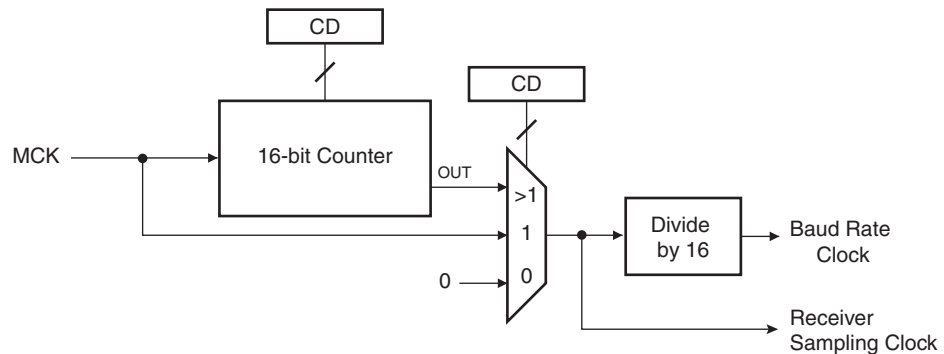 CD
CD
MCK
16-bit Counter
OUT
>1
1
0
0
Divide
by 16
Baud Rate
Clock
Receiver
Sampling Clock